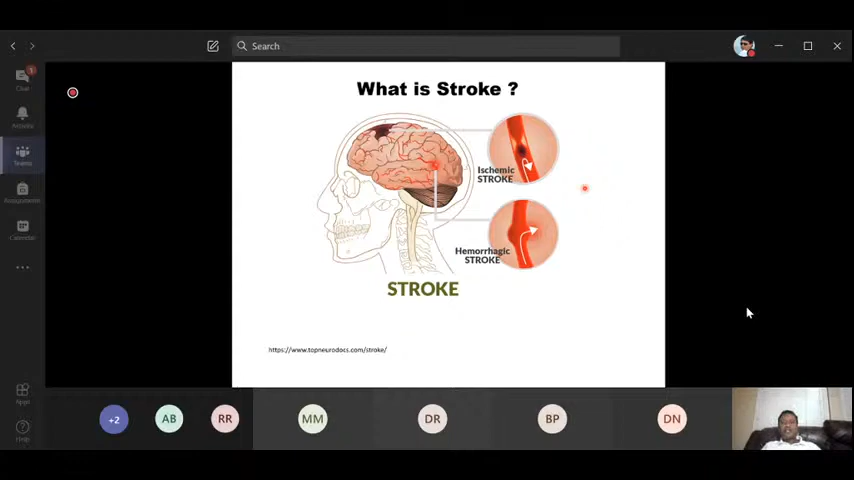 Search
What is Stroke ?
1
Chat
Activity
Teams
Assignments
Calendar
Ischemic
STROKE
Hemorrhagic
STROKE
STROKE
https://www.topneurodocs.com/stroke/
Apps
Help
+2
AB
RR
MM
DR
BP
DN